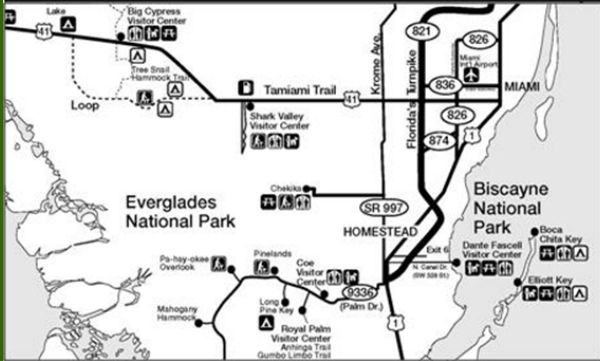 Lake
Big Cypress
Visitor Center
41
821
826
Krome Ave.
Florida's Turnpike
Miami
Int'l Airport
Tree Snail
Hammock Trail
836
MIAMI
Tamiami Trail
41
Loop
826
Shark Valley
Visitor Center
1
874
Chekika
Everglades
National Park
SR 997
Biscayne
National
Park
HOMESTEAD
Boca
Chita Key
Exit 6
Dante Fascell
Visitor Center
Pa-hay-okee
Overlook
Pinelands
Coe
Visitor
Center
N. Canal Dr.
(SW 328 St.)
Elliott Key
9336
(Palm Dr.)
Mahogany
Hammock
Long
Pine Key
1
Royal Palm
Visitor Center
Anhinga Trail
Gumbo Limbo Trail